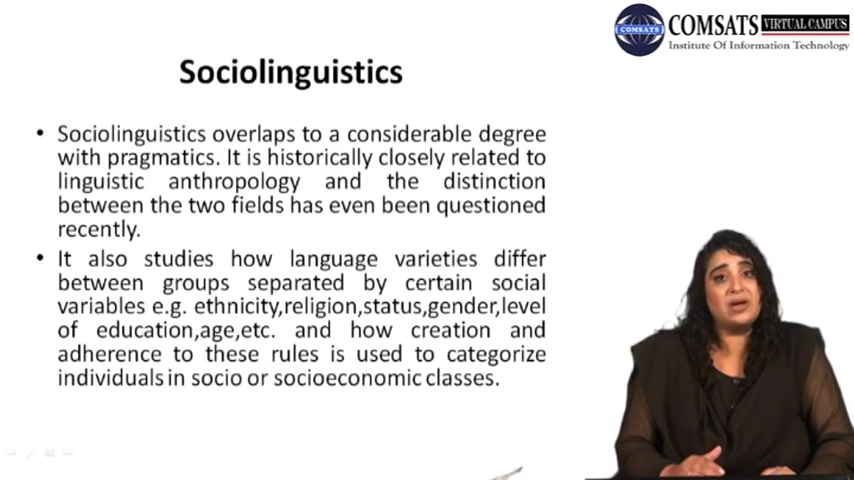 COMSATS VIRTUAL CAMPUS
COMSATS
Institute Of Information Technology
Sociolinguistics
• Sociolinguistics overlaps to a considerable degree
with pragmatics. It is historically closely related to
linguistic anthropology and the distinction
between the two fields has even been questioned
recently.
• It also studies how language varieties differ
between groups separated by certain social
variables e.g. ethnicity,religion,status,gender,level
of education,age,etc. and how creation and
adherence to these rules is used to categorize
individuals in socio or socioeconomic classes.